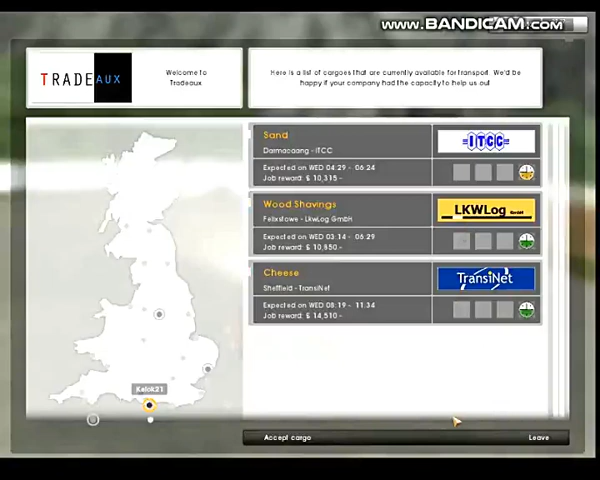 www.BANDICAM.com
TRADEAUX
Welcome to
Tradeaux
Here is a list of cargoes that are currently available for transport. We'd be
happy if your company had the capacity to help us out
Sand
- ITCC
ITCC
Expected on WED 04:29 - 06:24
Job reward: £ 10,315 -
Wood Shavings
Felixstowe - LkwLog GmbH
LKWLog GmbH
Expected on WED 03:14 - 06:29
Job reward: £ 10,850 -
Cheese
Sheffield - TransiNet
TransiNet
Expected on WED 08:19 - 11:34
Job reward: £ 14,510 -
Kelok21
Accept cargo
Leave